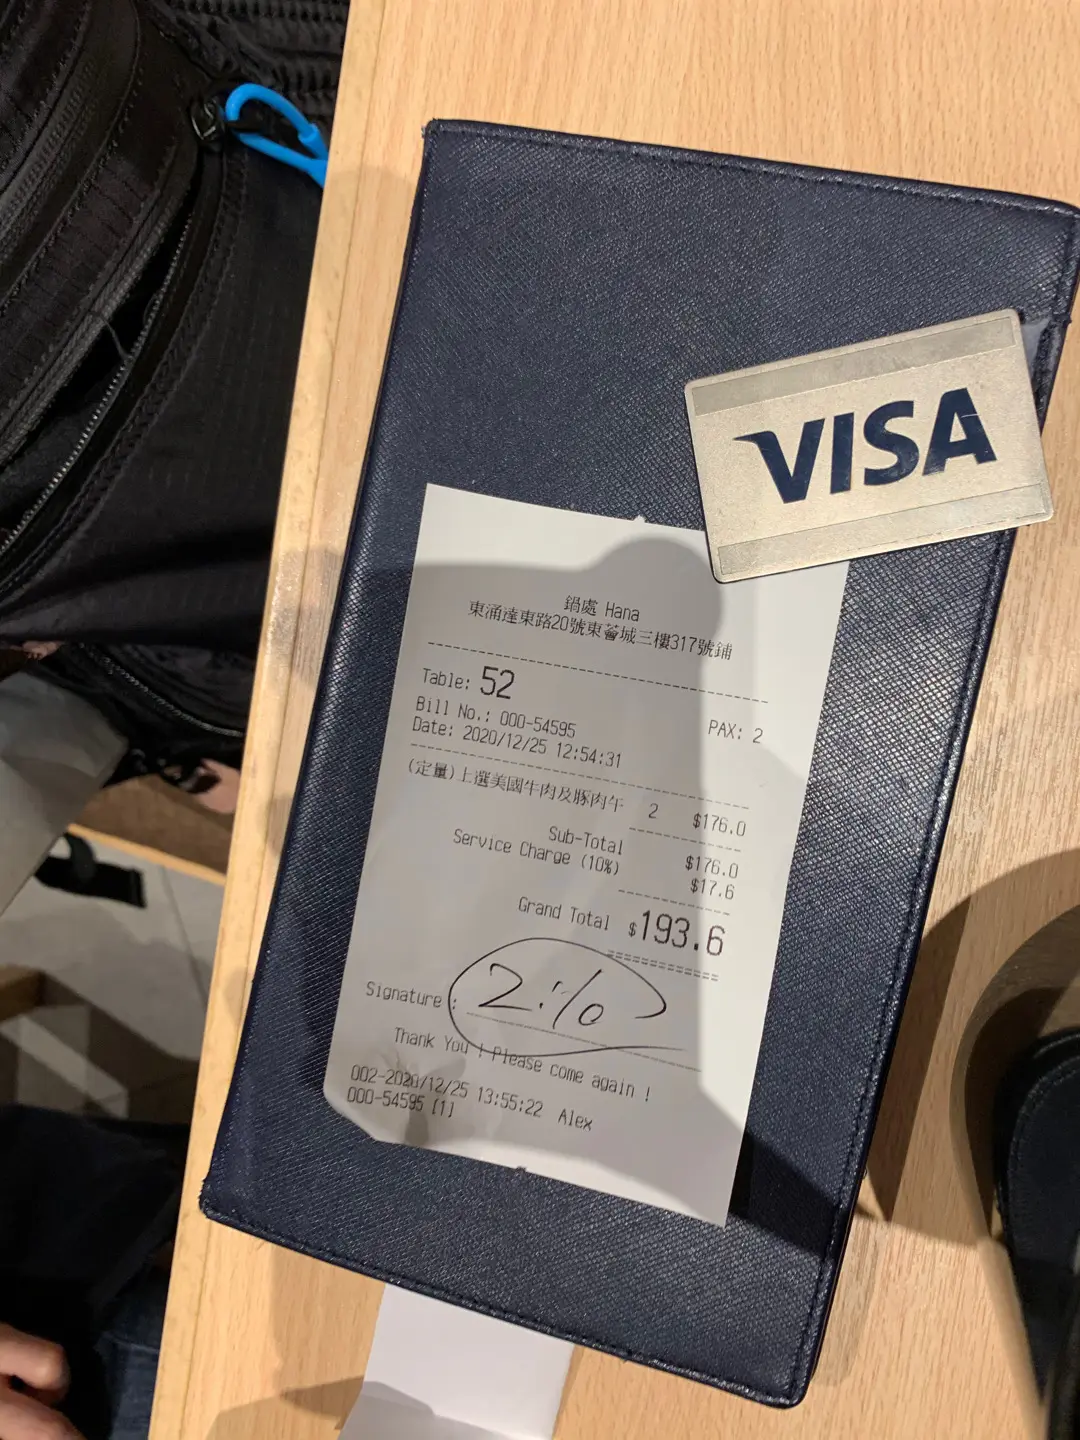 VISA
鍋處 Hana
東涌達東路20號東薈城三樓317號鋪
Table: 52
PAX: 2
Bill No.: 000-54595
Date: 2020/12/25 12:54:31
(定量)上選美國牛肉及豚肉午 2 $176.0
Sub-Total $176.0
Service Charge (10%) $17.6
Grand Total $193.6
Signature :
Thank You ! Please come again !
002-2020/12/25 13:55:22 Alex
000-54595 [1]